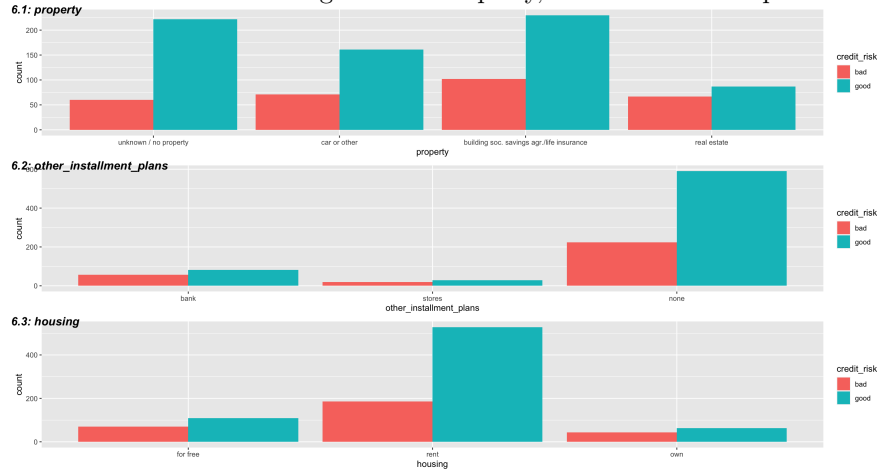 6.1: property
200
150
100
50
0
count
unknown / no property
car or other
building soc. savings agr./life insurance
real estate
property
credit_risk
bad
good
6.2: other_installment_plans
600
400
200
0
count
bank
stores
none
other_installment_plans
credit_risk
bad
good
6.3: housing
400
200
0
count
for free
rent
own
housing
credit_risk
bad
good